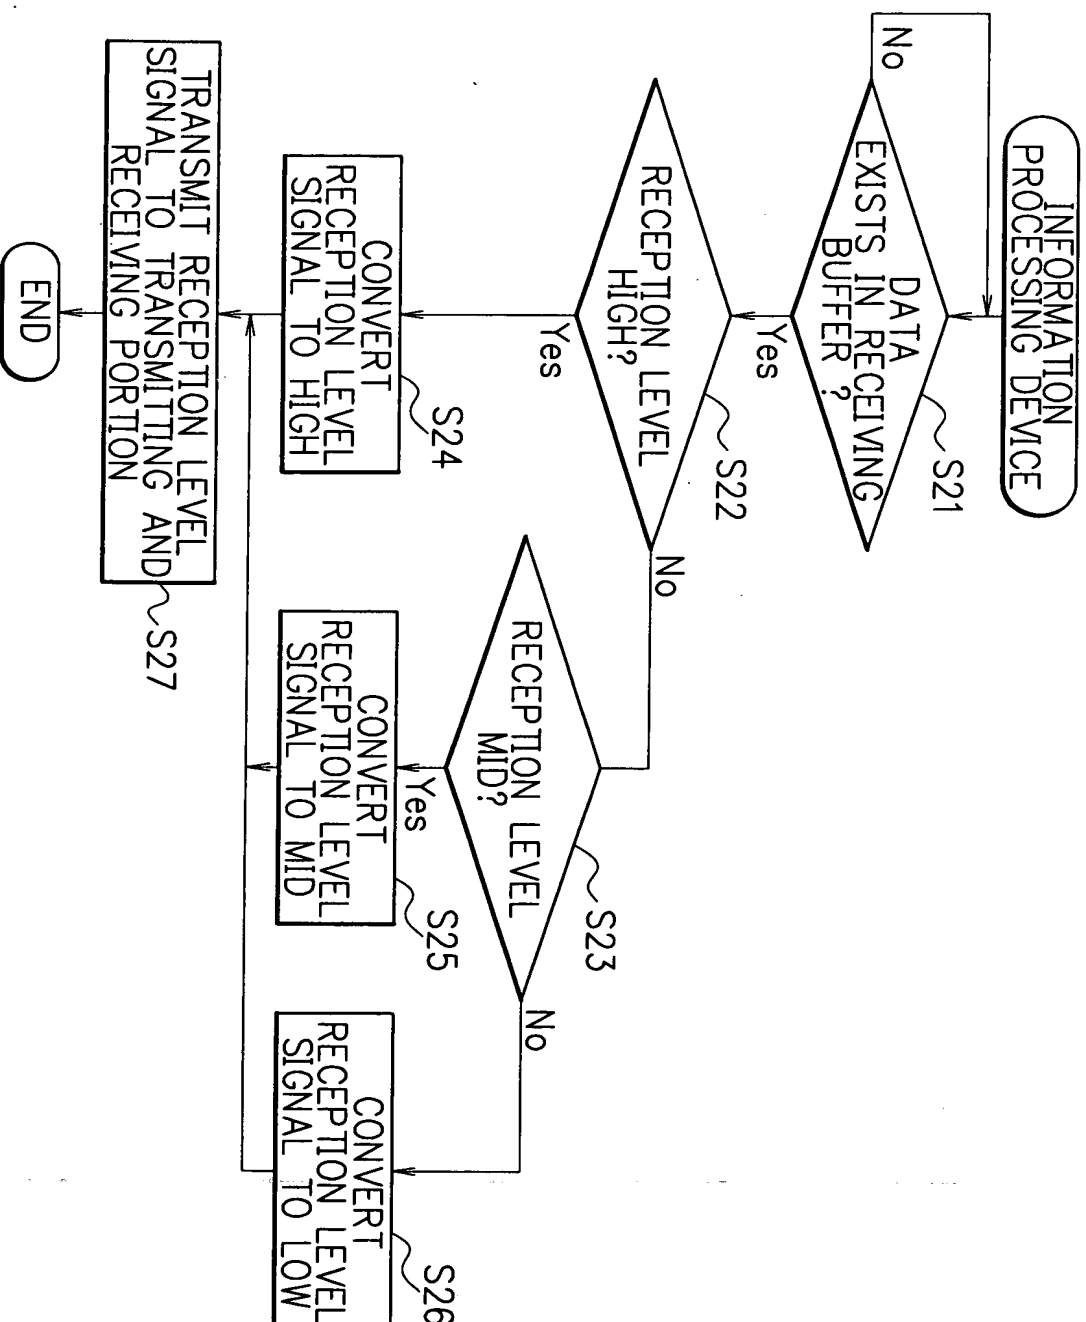 INFORMATION
PROCESSING DEVICE
No
DATA
EXISTS IN RECEIVING
BUFFER ?
S21
Yes
RECEPTION LEVEL
HIGH?
S22
No
Yes
RECEPTION LEVEL
MID?
S23
No
Yes
CONVERT
RECEPTION LEVEL
SIGNAL TO HIGH
S24
CONVERT
RECEPTION LEVEL
SIGNAL TO MID
S25
CONVERT
RECEPTION LEVEL
SIGNAL TO LOW
S26
TRANSMIT RECEPTION LEVEL
SIGNAL TO TRANSMITTING AND
RECEIVING PORTION
S27
END